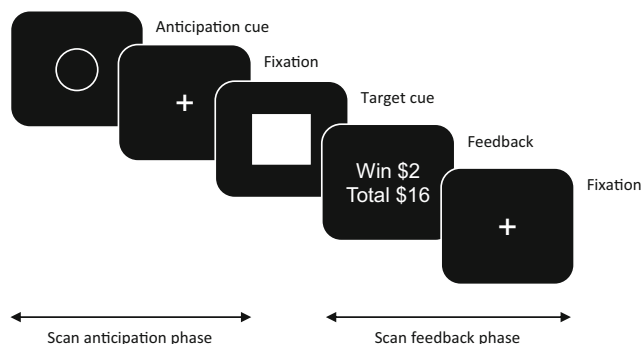 Anticipation cue
Fixation
Target cue
Feedback
Win $2
Total $16
Fixation
Scan anticipation phase
Scan feedback phase